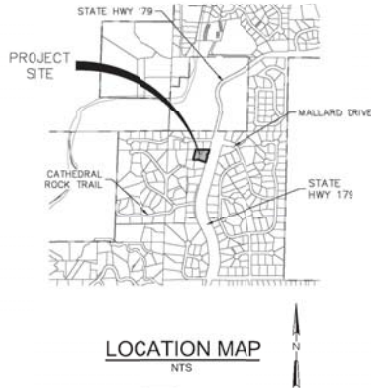 STATE HWY '79
PROJECT
SITE
MALLARD DRIVE
CATHEDRAL
ROCK TRAIL
STATE
HWY 179
N
LOCATION MAP
NTS